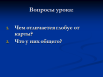 Вопросы урока:
1. Чем отличается глобус от
карты?
2. Что у них общего?